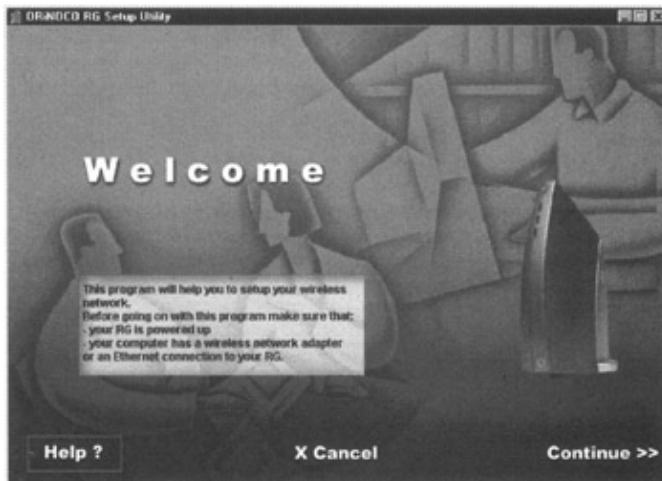 ORiNOCO RG Setup Utility
Welcome
This program will help you to setup your wireless
network.
Before going on with this program make sure that:
- your RG is powered up
- your computer has a wireless network adapter
or an Ethernet connection to your RG.
Help ?
X Cancel
Continue >>